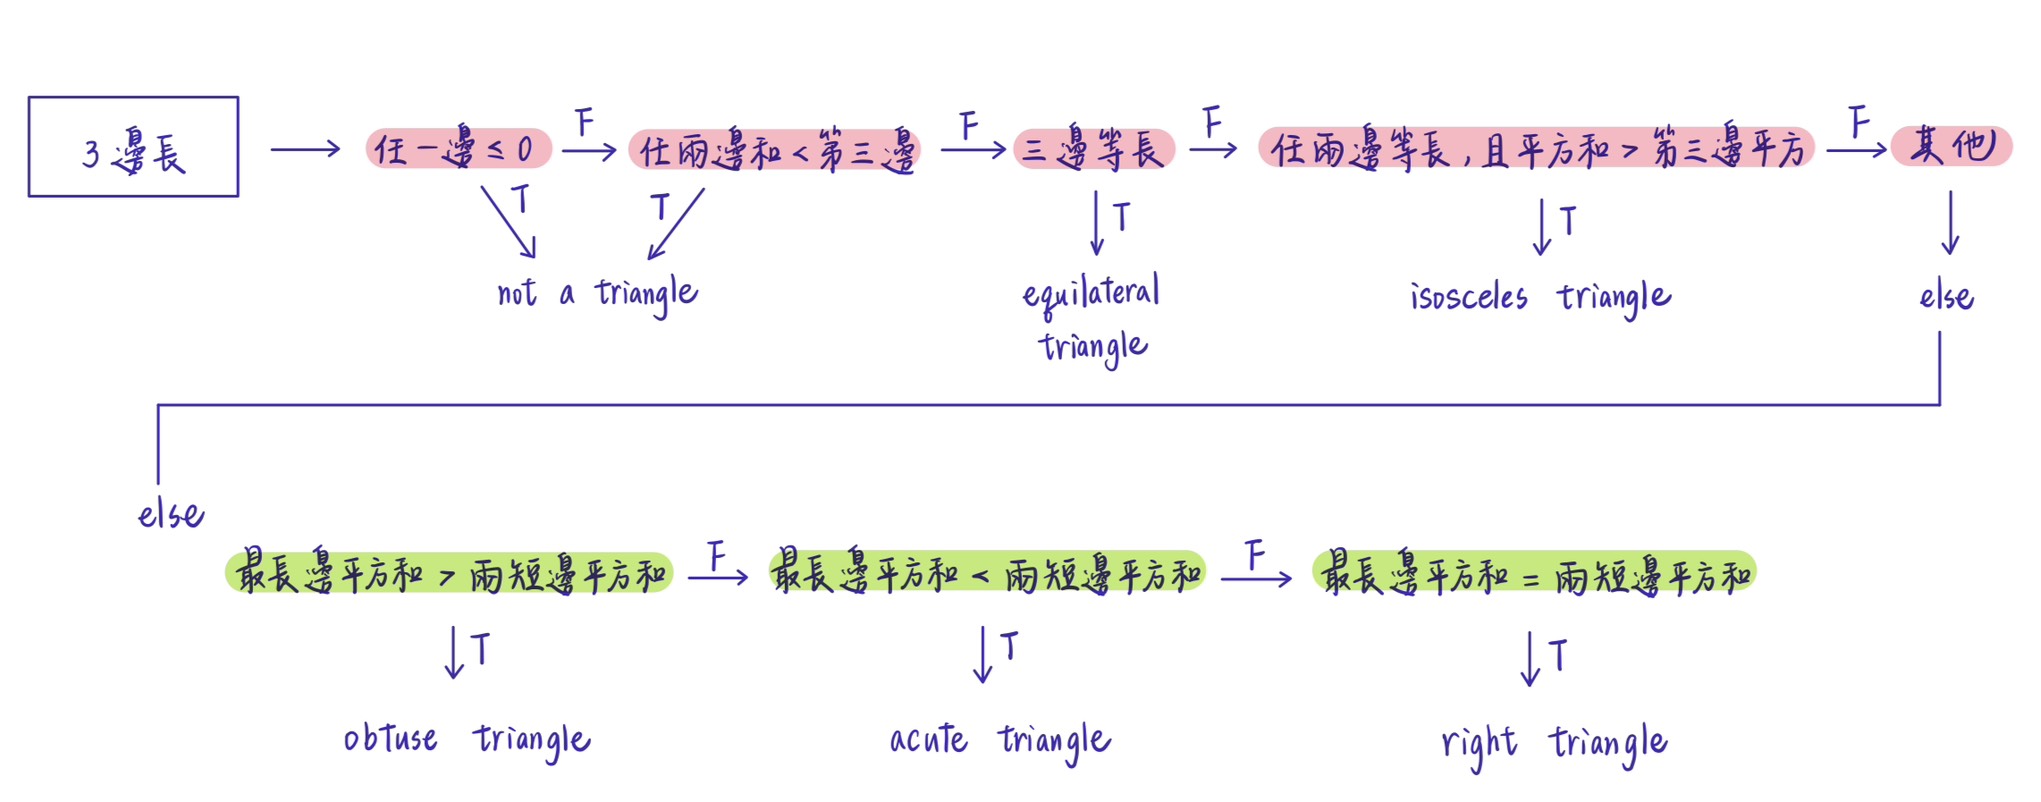 3 邊長
任一邊 ≤ 0
F
任兩邊和 < 第三邊
F
三邊等長
F
任兩邊等長,且平方和 > 第三邊平方
F
其他
T
T
T
T
not a triangle
equilateral
triangle
isosceles triangle
else
else
最長邊平方和 > 兩短邊平方和
F
最長邊平方和 < 兩短邊平方和
F
最長邊平方和 = 兩短邊平方和
T
T
T
obtuse triangle
acute triangle
right triangle